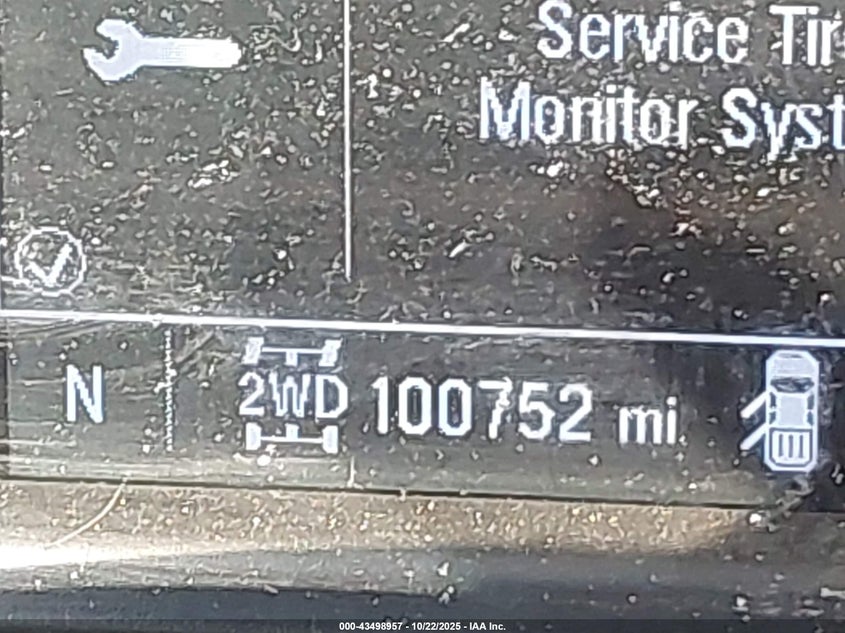 Service Tir
Monitor Syst
N
2WD
100752 mi
000-43498957 - 10/22/2025 - IAA Inc.